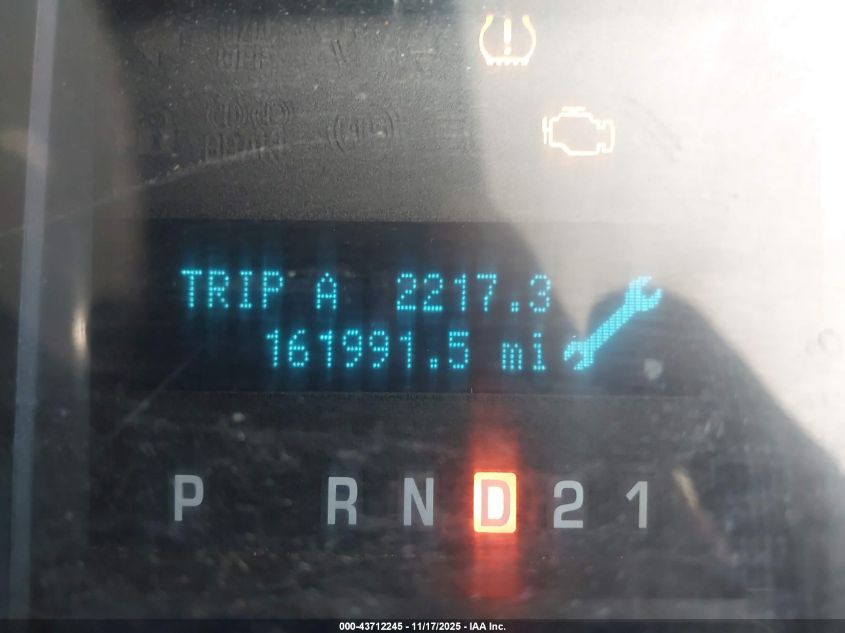 TRIP A 2217.3
161991.5 mi
P R N D 2 1
000-43712245 - 11/17/2025 - IAA Inc.